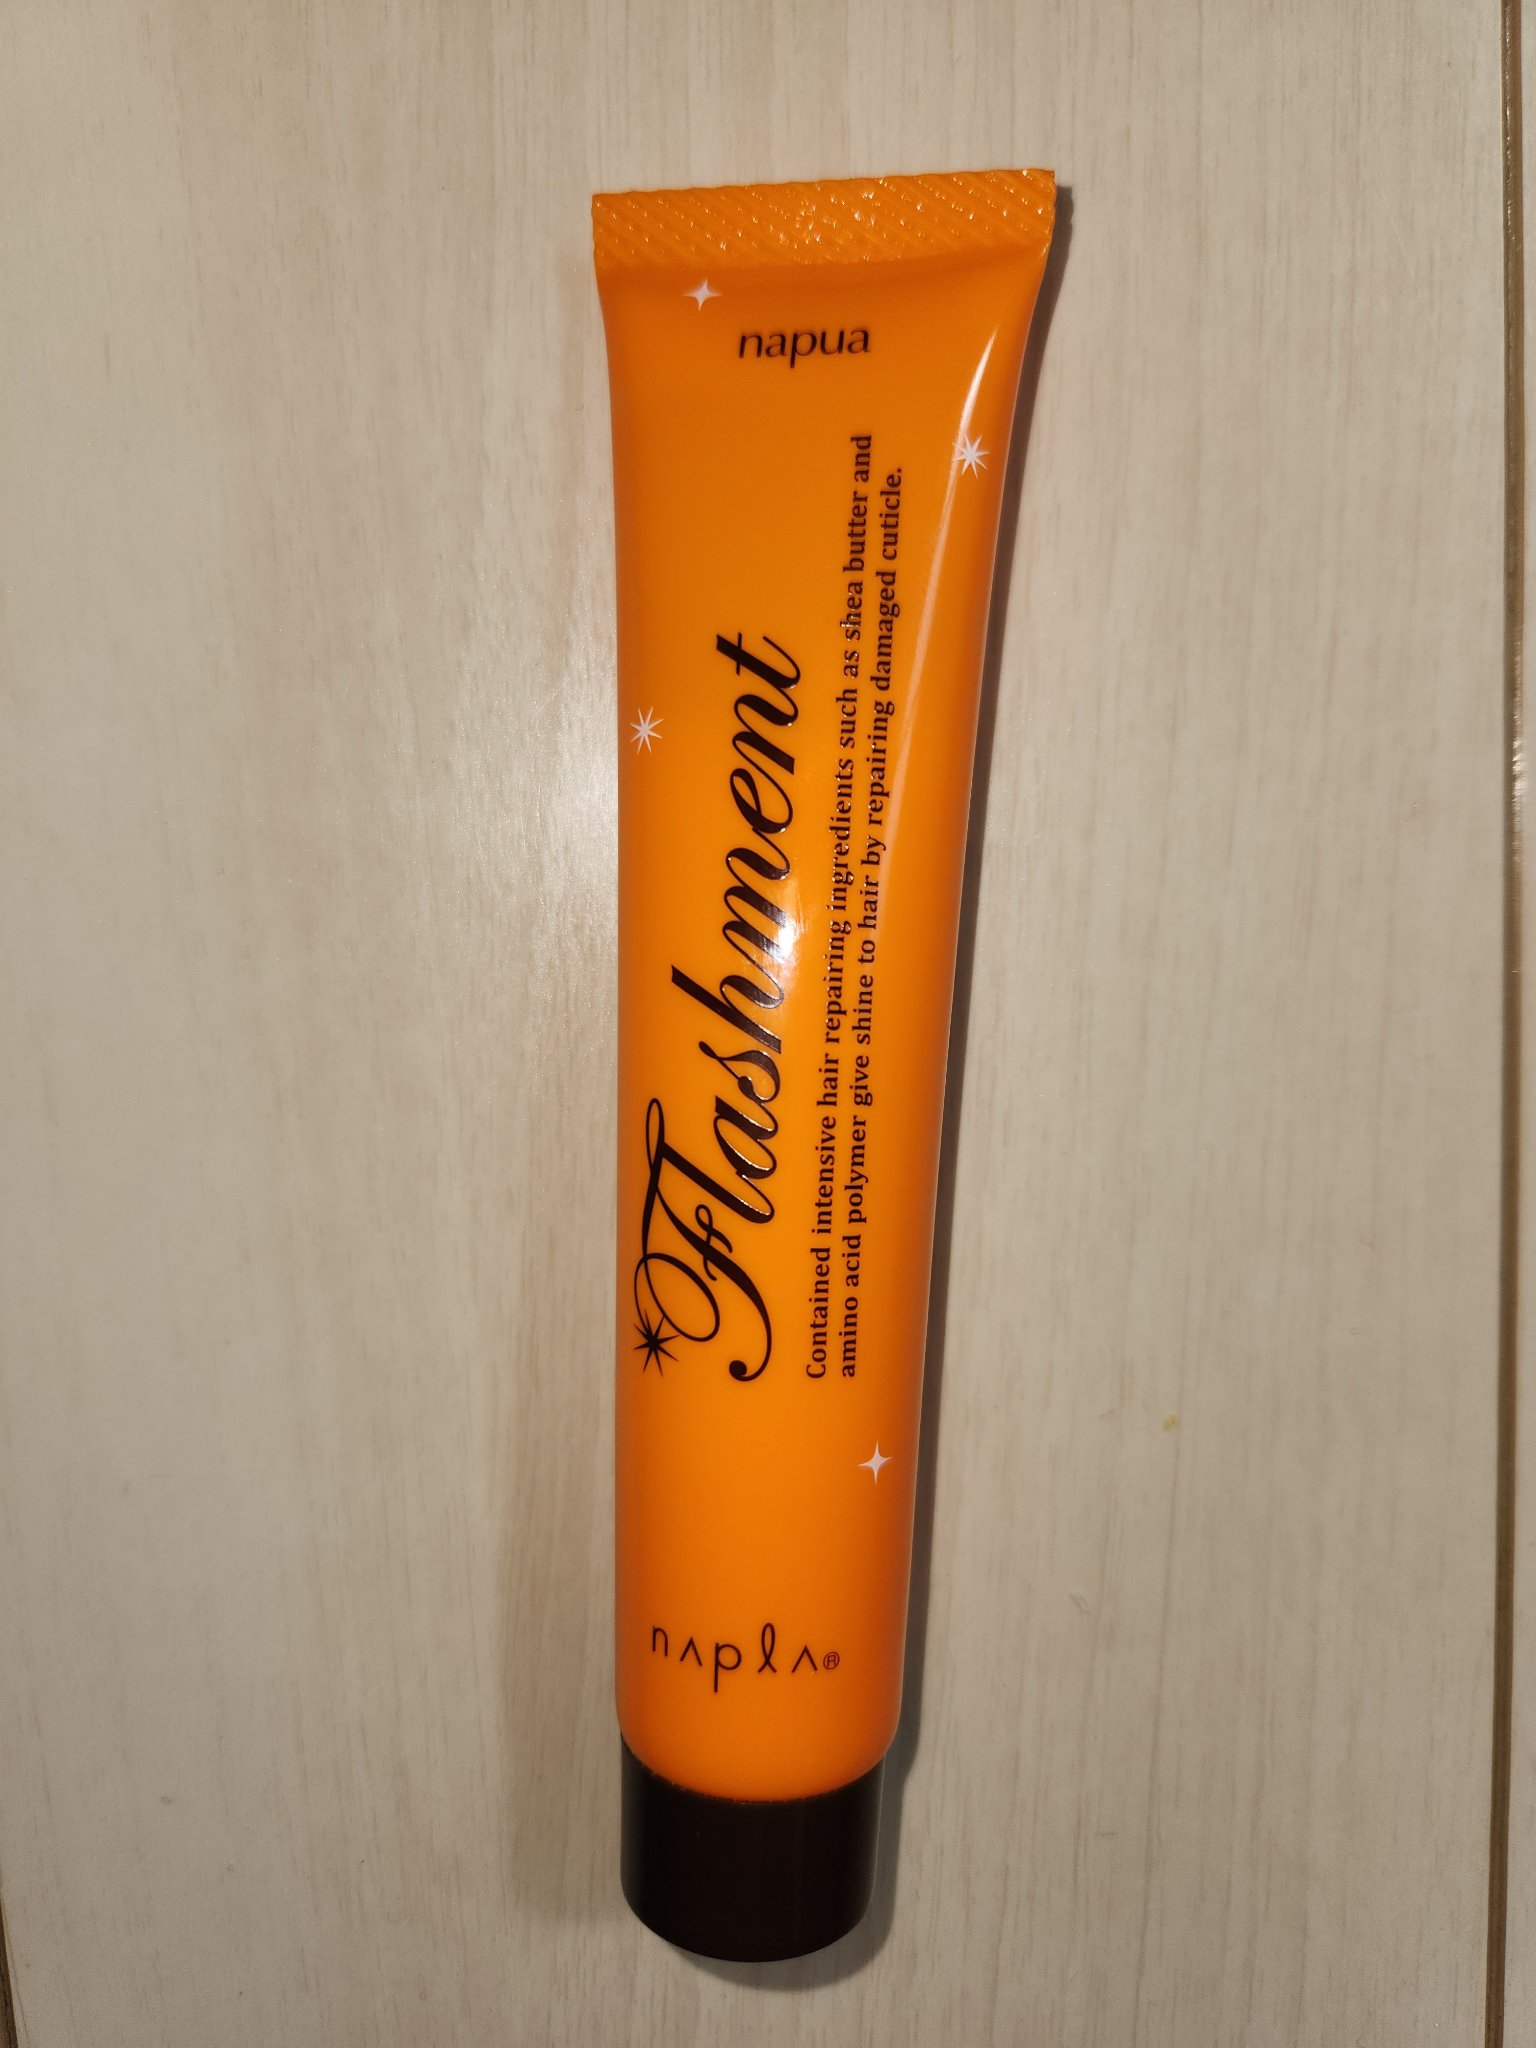 napua
Flashment
Contained intensive hair repairing ingredients such as shea butter and
amino acid polymer give shine to hair by repairing damaged cuticle.
napla®